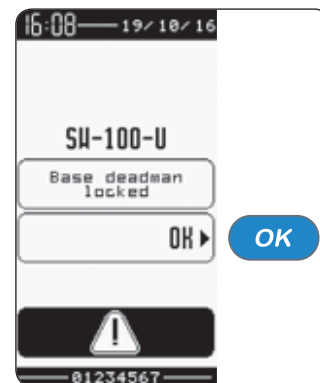 16:08 19/10/16
SW-100-U
Base deadman
locked
OK
OK
01234567